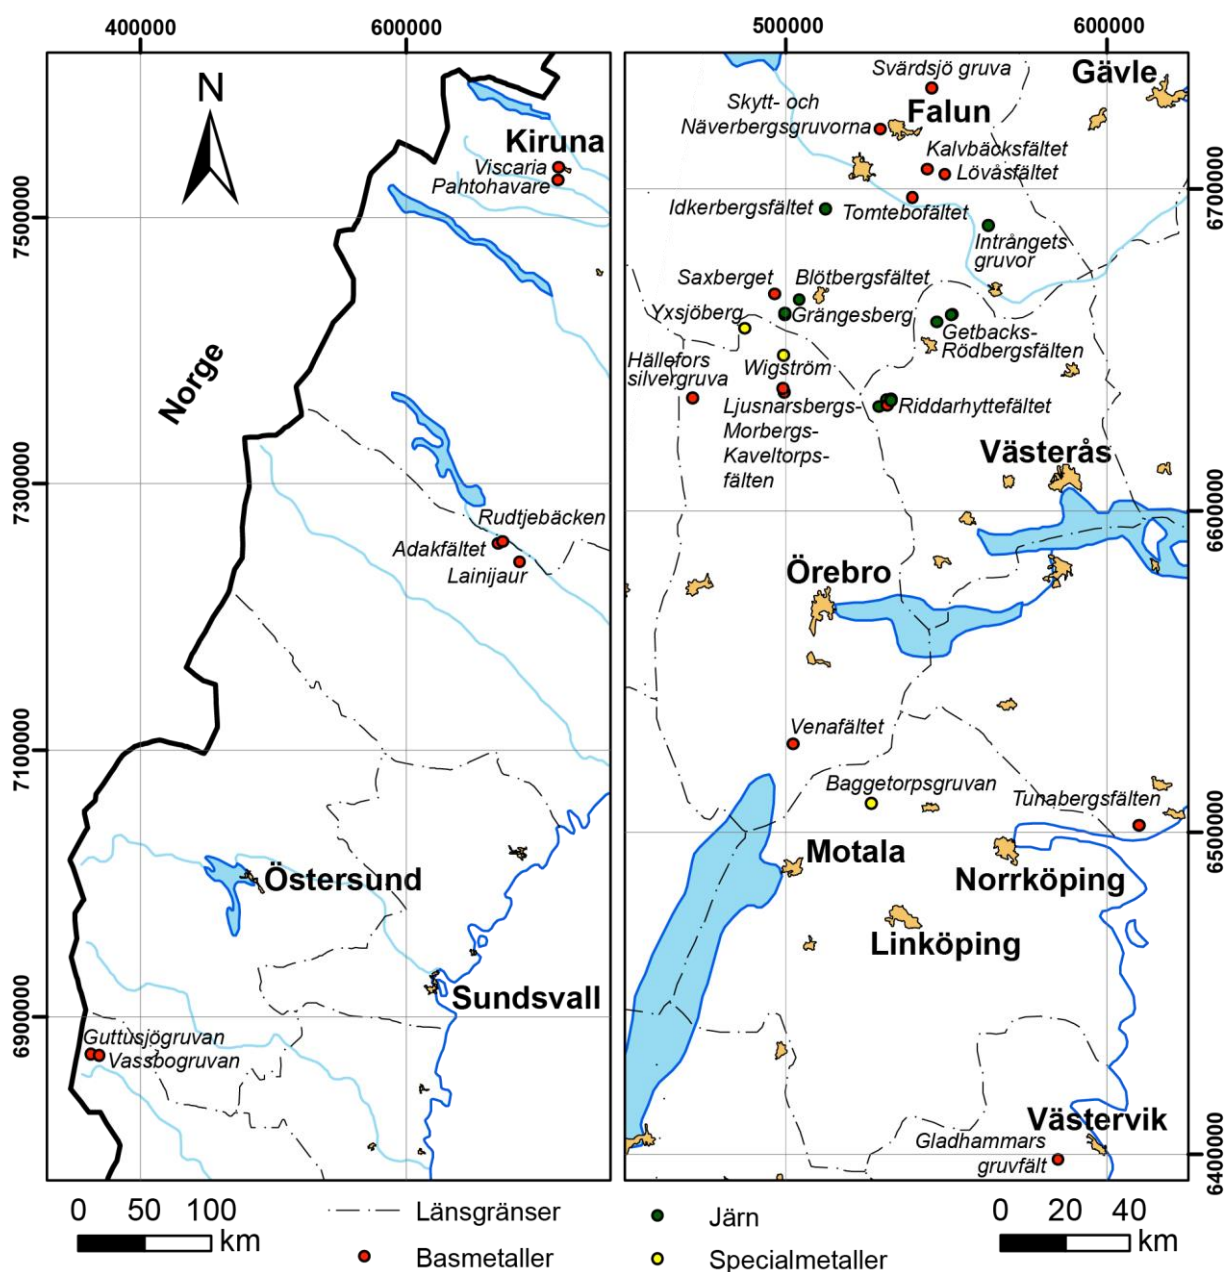 400000
6000000
500000
600000
N
Kiruna
Viscaria
Pahtohavare
7500000
Norge
7300000
Rudtjebäcken
Adakfältet
Lainijaur
7100000
Östersund
Sundsvall
6900000
Guttusjögruvan
Vassbogruvan
Svärdsjö gruva
Gävle
Skytt- och
Näverbergsgruvorna
Falun
Kalvbäcksfältet
Lövåsfältet
Idkerbergsfältet
Tomtebofältet
6700000
Intrångets
gruvor
Saxberget
Blötbergsfältet
Yxsjöberg
Grängesberg
Getbacks-
Rödbergsfälten
Hällefors
silvergruva
Wigström
Ljusnarsbergs-
Morbergs-
Kaveltorps-
fälten
Riddarhyttefältet
Västerås
6600000
Örebro
Venafältet
Baggetorpsgruvan
Tunabergsfälten
6500000
Motala
Norrköping
Linköping
Västervik
Gladhammars
gruvfält
6400000
0 50 100
km
Länsgränser
Basmetaller
Järn
Specialmetaller
0 20 40
km